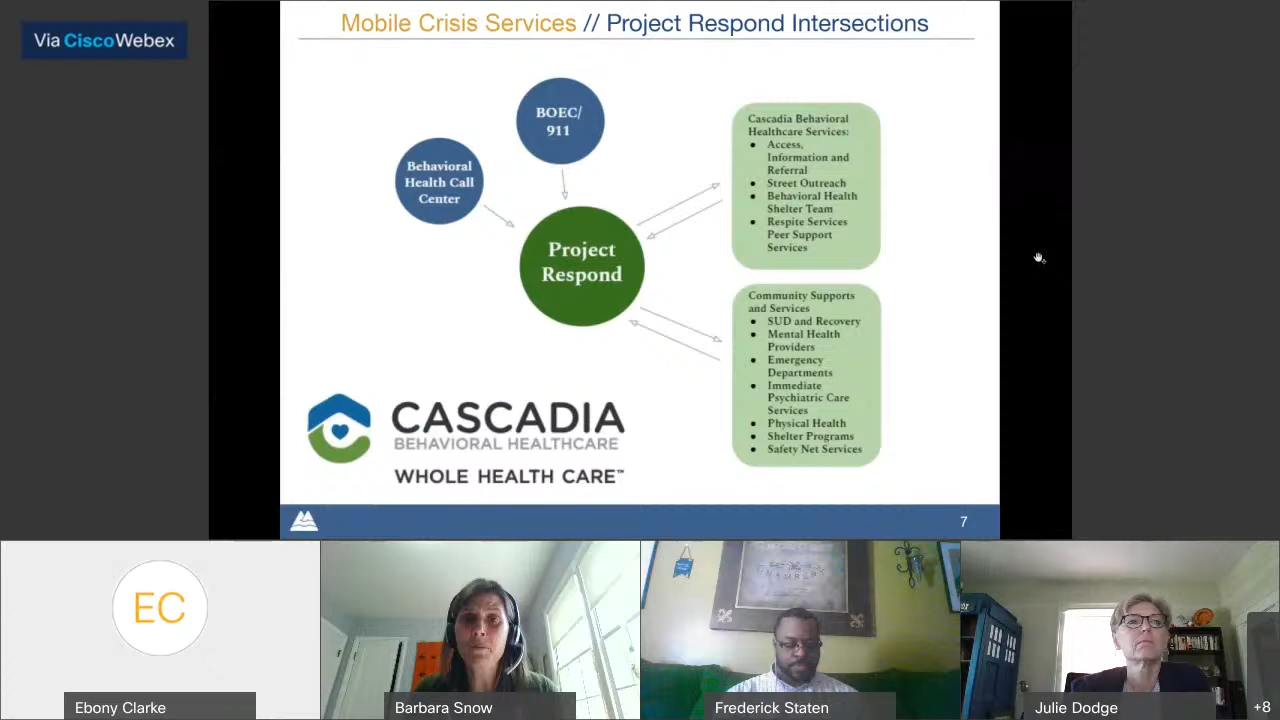 Via CiscoWebex
Mobile Crisis Services // Project Respond Intersections
BOEC/
911
Behavioral
Health Call
Center
Project
Respond
Cascadia Behavioral
Healthcare Services:
● Access,
Information and
Referral
● Street Outreach
● Behavioral Health
Shelter Team
● Respite Services
Peer Support
Services
Community Supports
and Services
● SUD and Recovery
● Mental Health
Providers
● Emergency
Departments
● Immediate
Psychiatric Care
Services
● Physical Health
● Shelter Programs
● Safety Net Services
CASCADIA
BEHAVIORAL HEALTHCARE
WHOLE HEALTH CARE™
7
EC
Ebony Clarke
Barbara Snow
Frederick Staten
Julie Dodge
+8